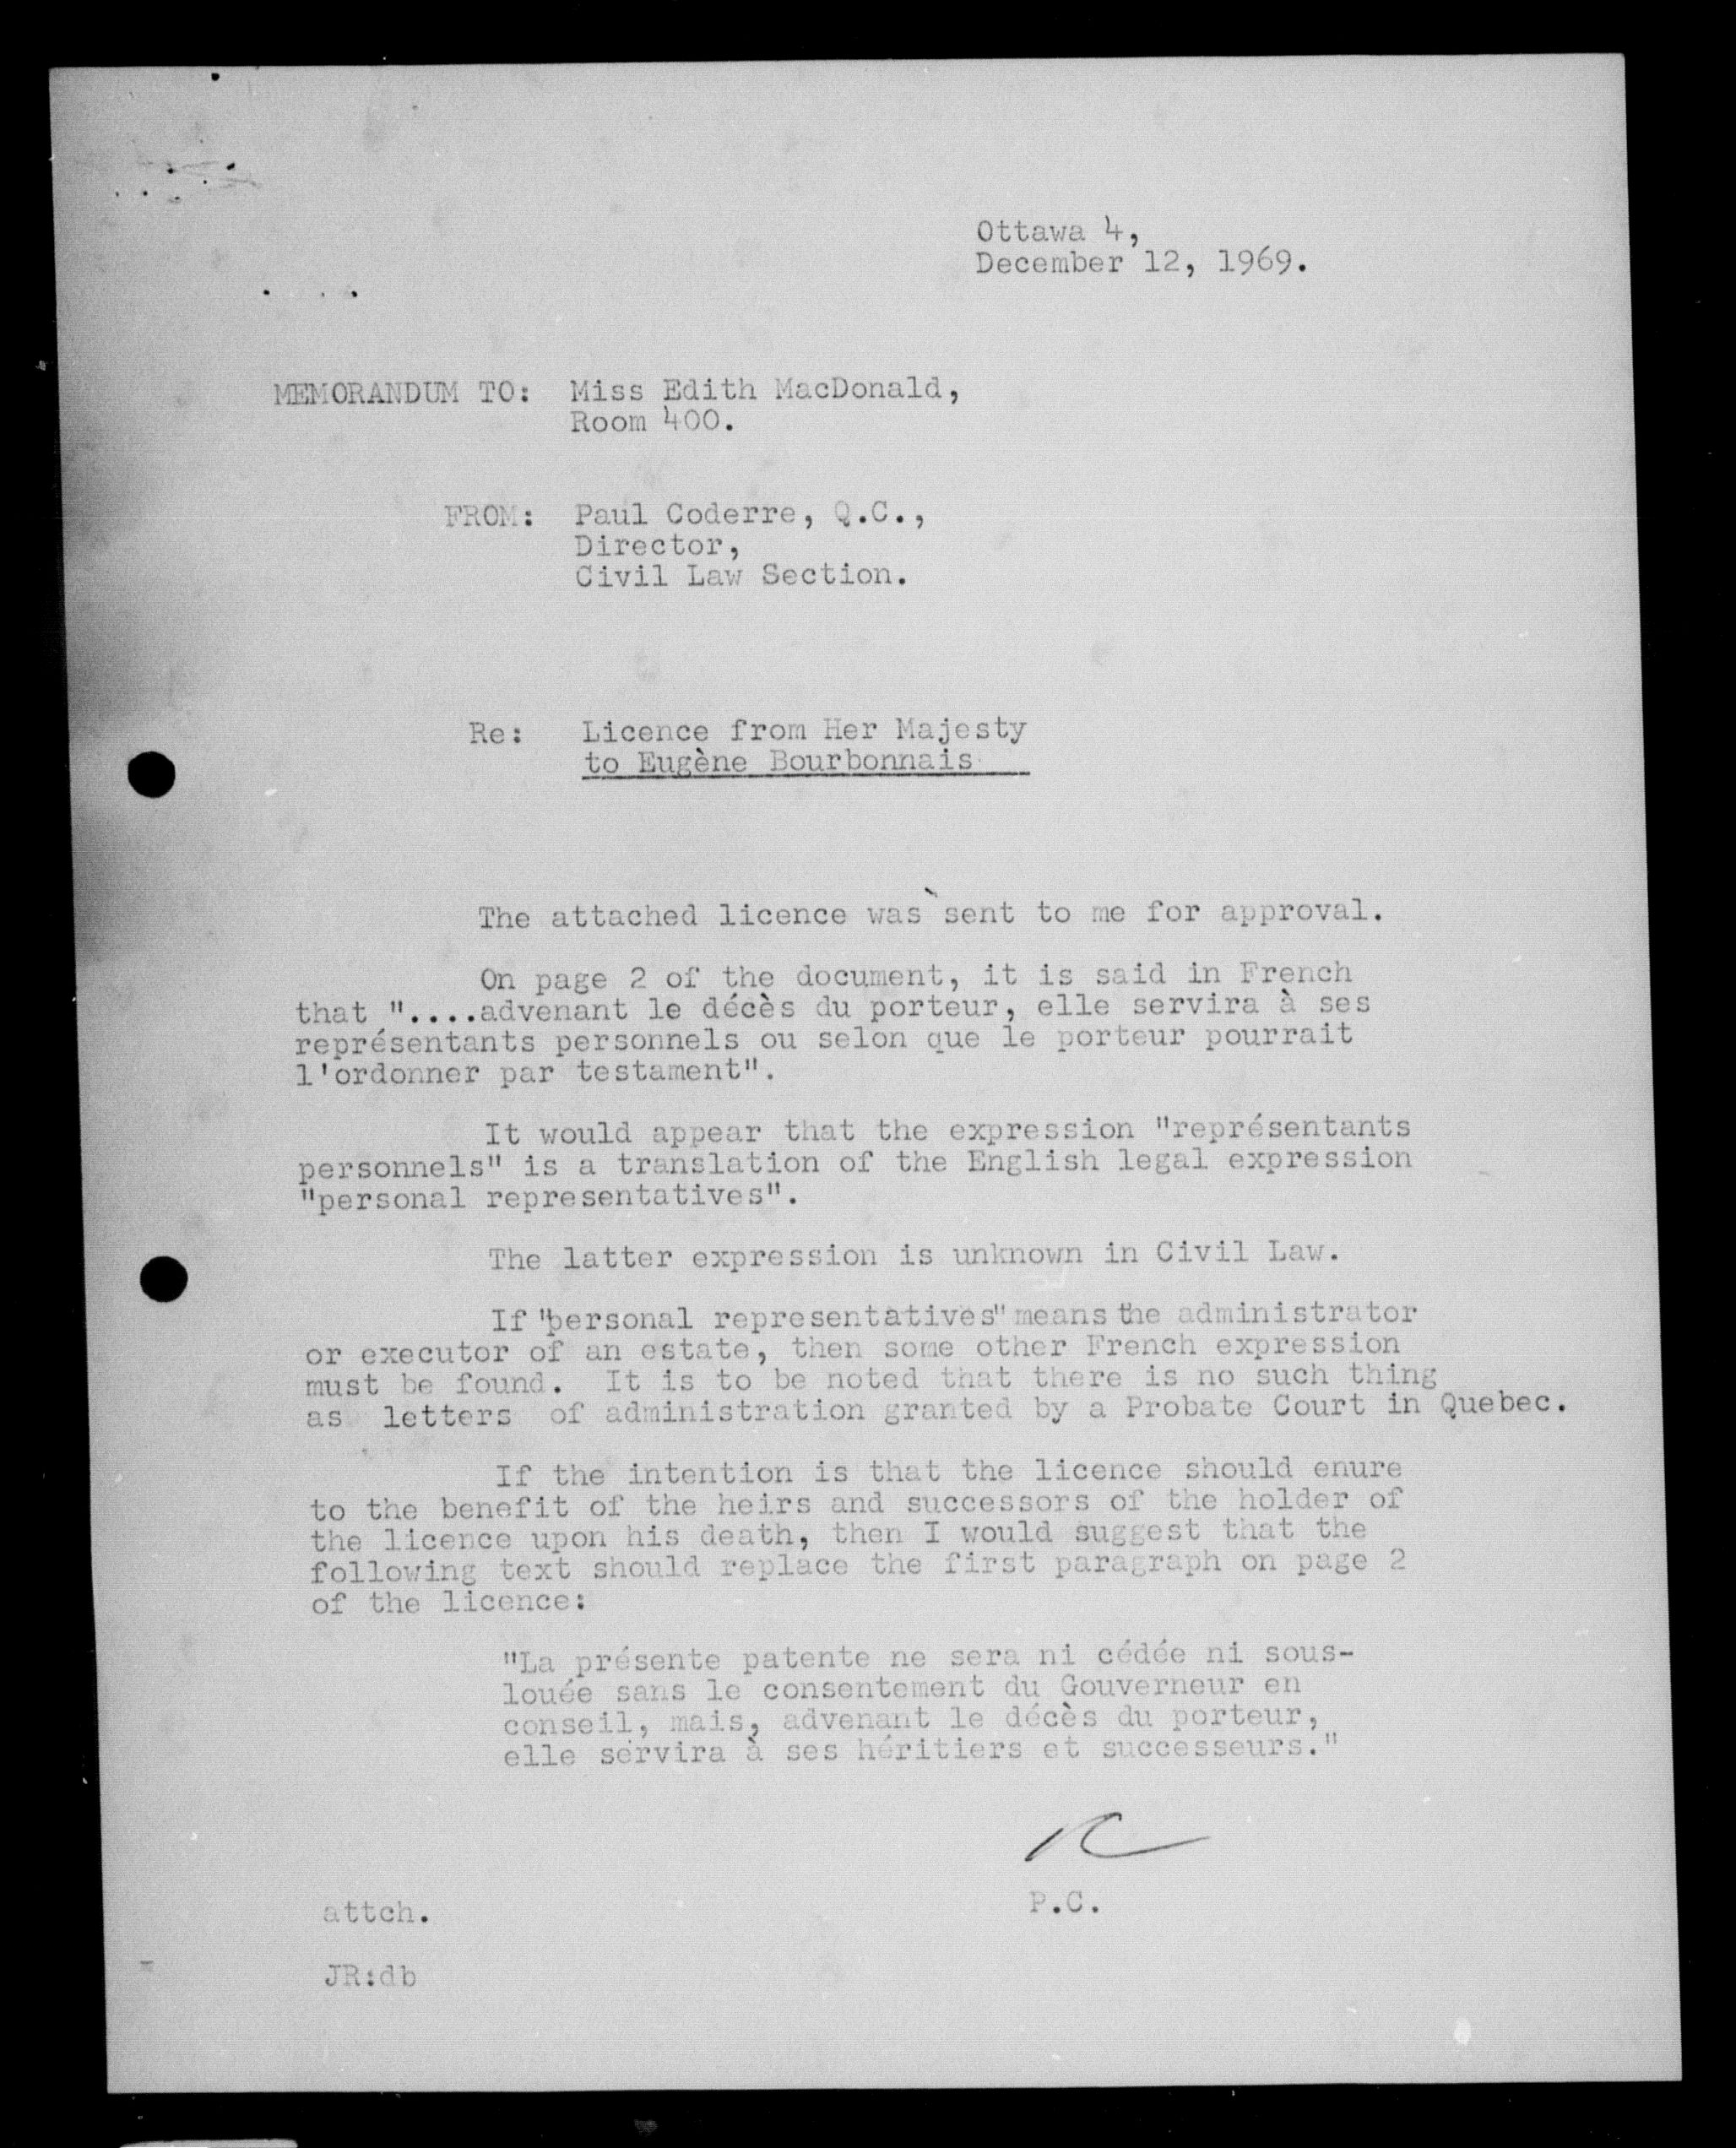 Ottawa 4,
December 12, 1969.
MEMORANDUM TO: Miss Edith MacDonald,
Room 400.
FROM: Paul Coderre, Q.C.,
Director,
Civil Law Section.
Re: Licence from Her Majesty
to Eugène Bourbonnais
The attached licence was sent to me for approval.
On page 2 of the document, it is said in French
that "....advenant le décès du porteur, elle servira à ses
représentants personnels ou selon que le porteur pourrait
l'ordonner par testament".
It would appear that the expression "représentants
personnels" is a translation of the English legal expression
"personal representatives".
The latter expression is unknown in Civil Law.
If "personal representatives" means the administrator
or executor of an estate, then some other French expression
must be found. It is to be noted that there is no such thing
as letters of administration granted by a Probate Court in Quebec.
If the intention is that the licence should enure
to the benefit of the heirs and successors of the holder of
the licence upon his death, then I would suggest that the
following text should replace the first paragraph on page 2
of the licence:
"La présente patente ne sera ni cédée ni sous-
louée sans le consentement du Gouverneur en
conseil, mais, advenant le décès du porteur,
elle servira à ses héritiers et successeurs."
P.C.
attch.
JR:db